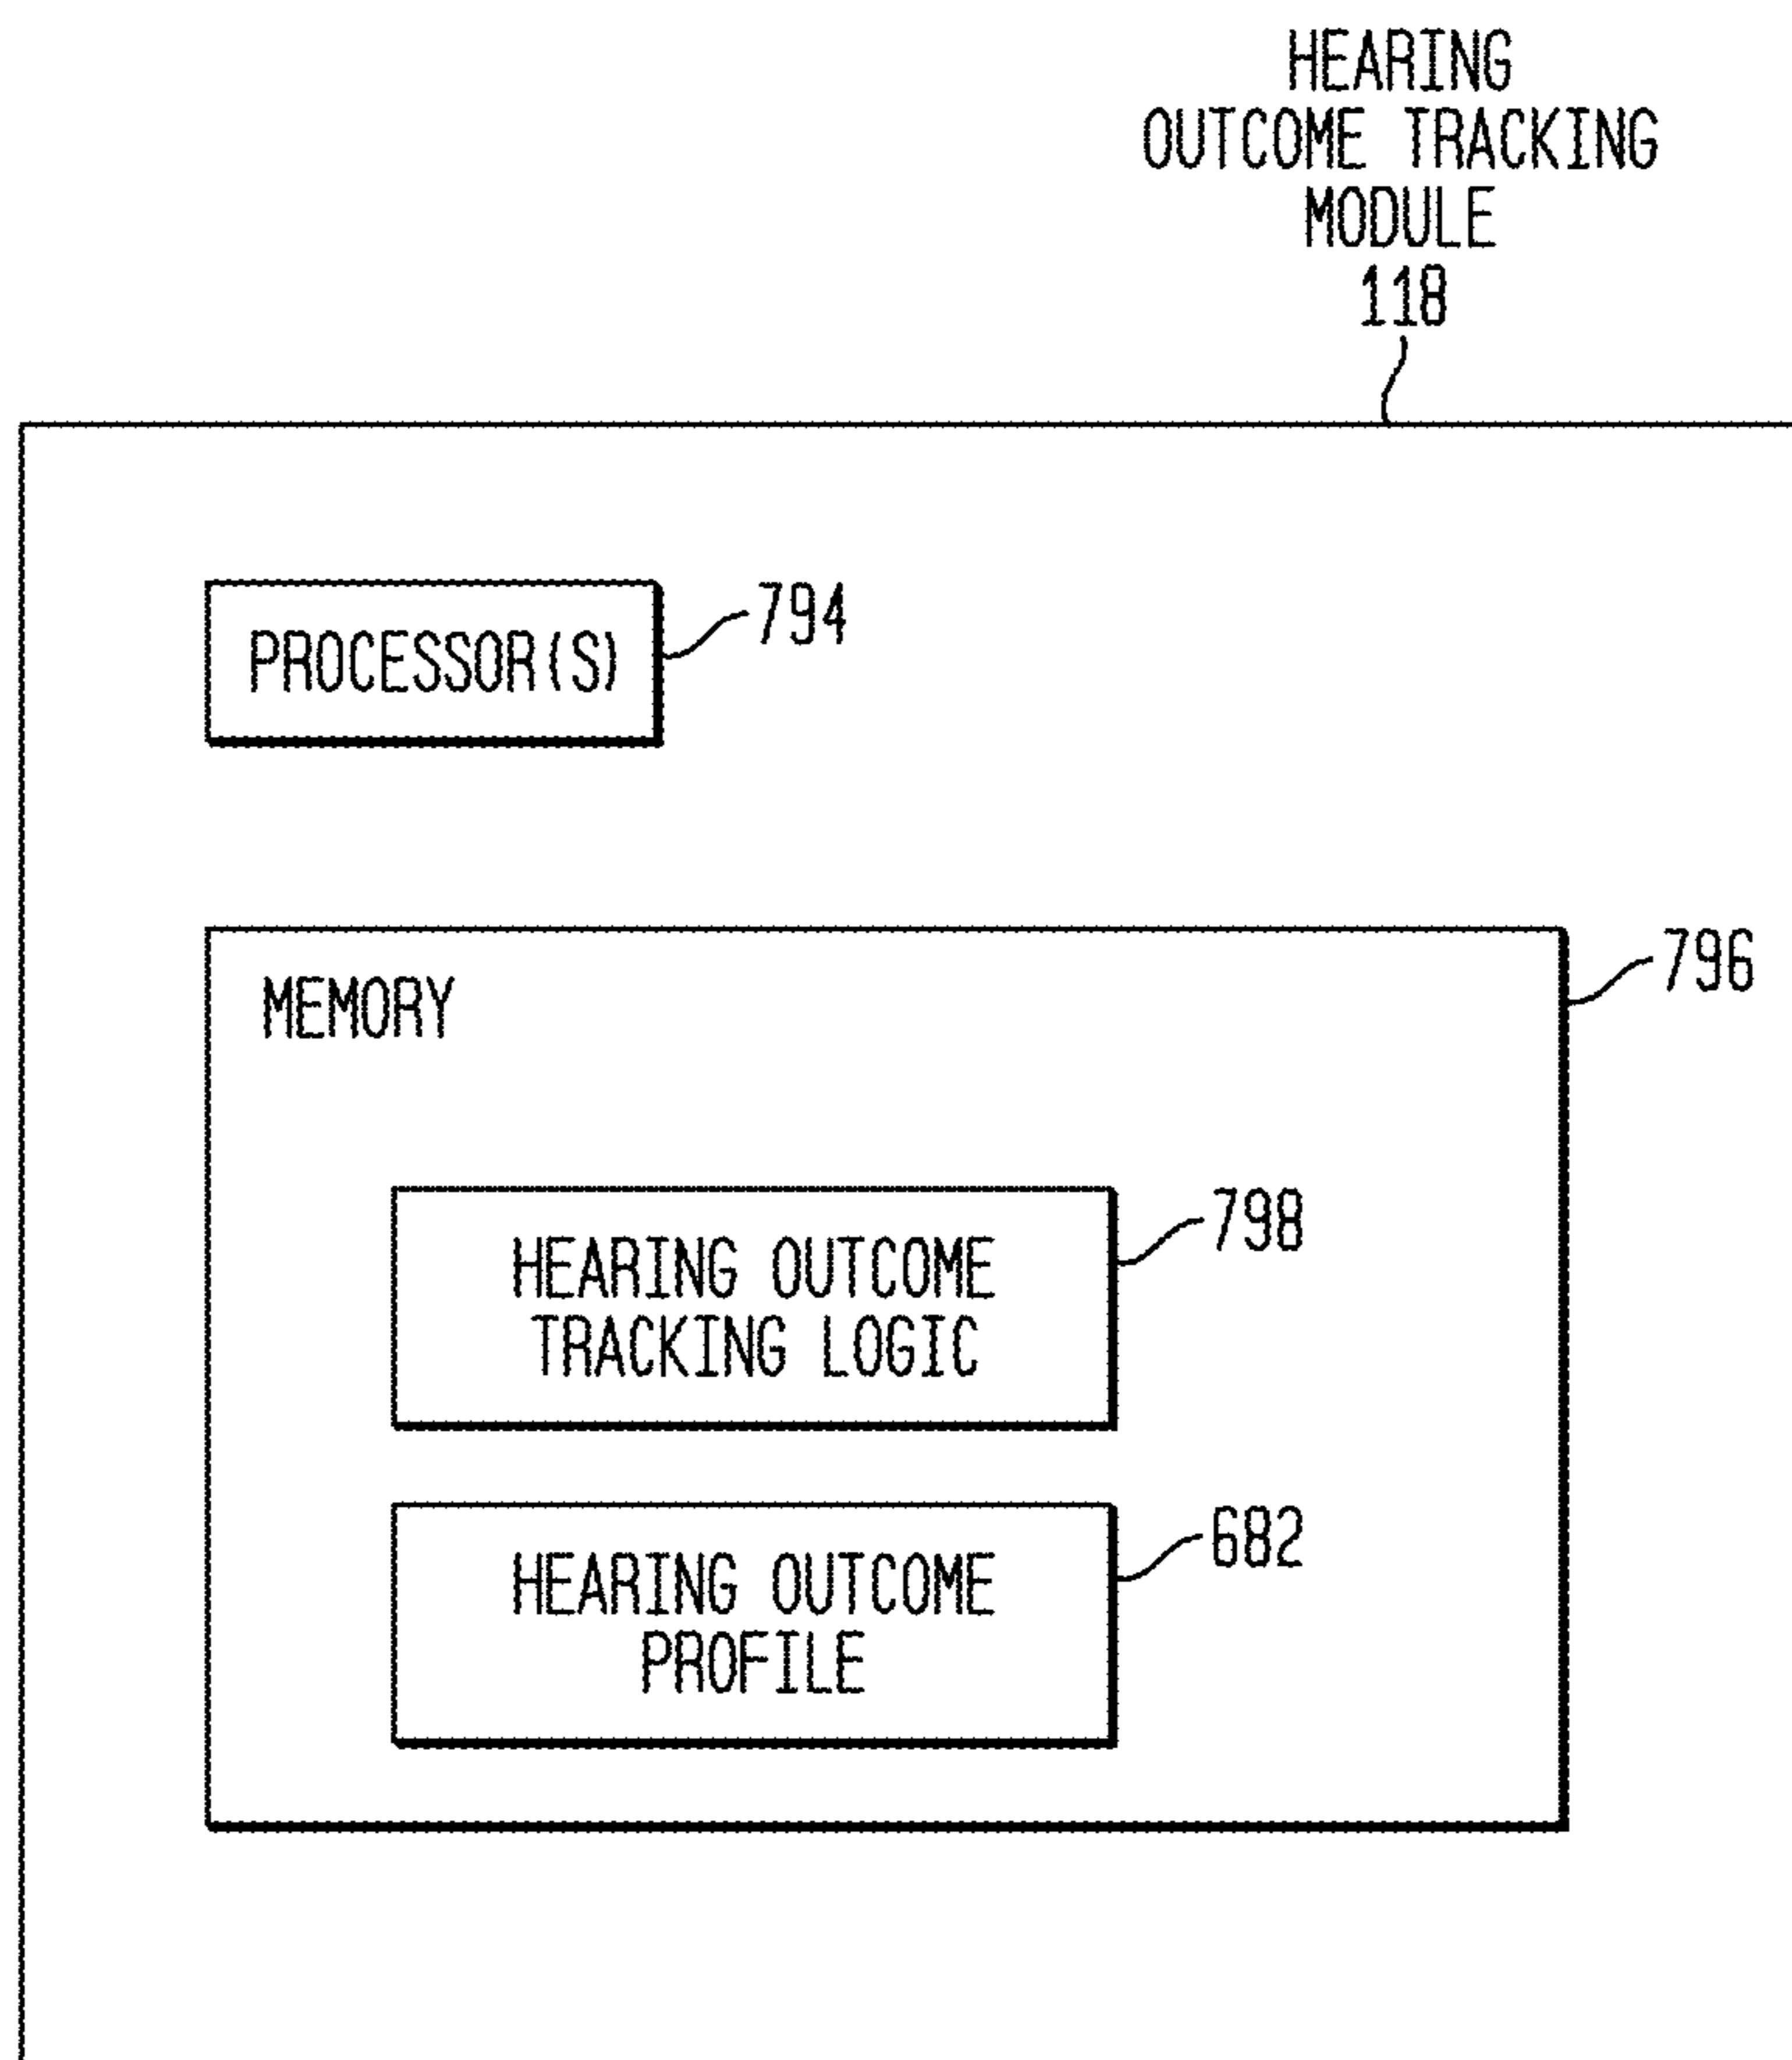 HEARING
OUTCOME TRACKING
MODULE
118
PROCESSOR(S)
794
MEMORY
796
HEARING OUTCOME
TRACKING LOGIC
798
HEARING OUTCOME
PROFILE
682